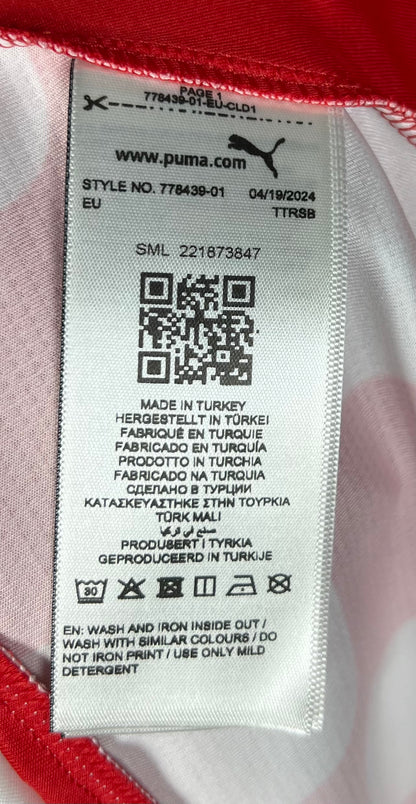 PAGE 1
778439-01-EU-CLD1
www.puma.com
STYLE NO. 778439-01 04/19/2024
EU TTRSB
SML 221873847
MADE IN TURKEY
HERGESTELLT IN TÜRKEI
FABRIQUÉ EN TURQUIE
FABRICADO EN TURQUÍA
PRODOTTO IN TURCHIA
FABRICADO NA TURQUIA
СДЕЛАНО В ТУРЦИИ
ΚΑΤΑΣΚΕΥΑΣΤΗΚΕ ΣΤΗΝ ΤΟΥΡΚΙΑ
TÜRK MALI
صنع في تركيا
PRODUSERT I TYRKIA
GEPRODUCEERD IN TURKIJE
30
EN: WASH AND IRON INSIDE OUT /
WASH WITH SIMILAR COLOURS / DO
NOT IRON PRINT / USE ONLY MILD
DETERGENT